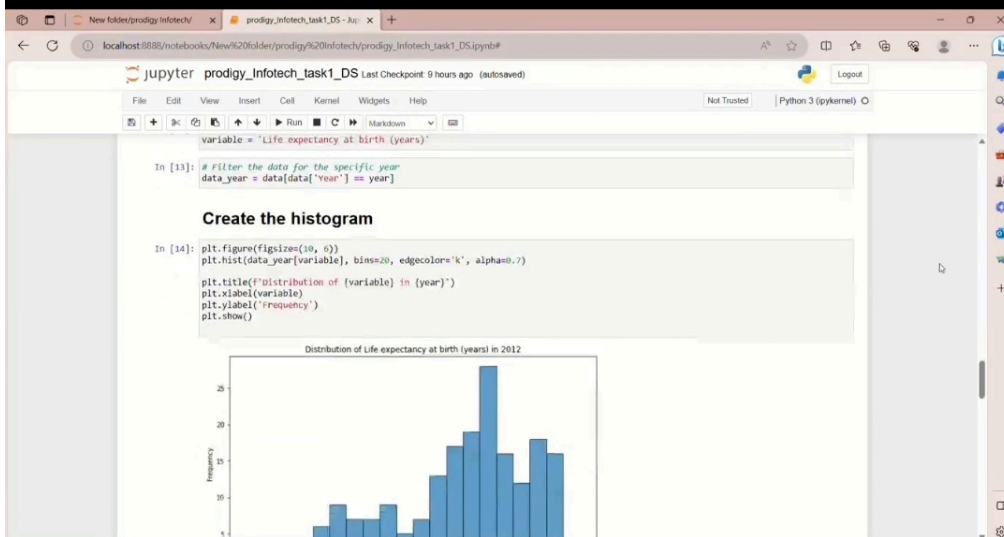 New folder/prodigy Infotech/
prodigy_Infotech_task1_DS - Jup
localhost:8888/notebooks/New%20folder/prodigy%20Infotech/prodigy_Infotech_task1_DS.ipynb#
jupyter prodigy_Infotech_task1_DS Last Checkpoint: 9 hours ago (autosaved)
Logout
File Edit View Insert Cell Kernel Widgets Help
Not Trusted
Python 3 (ipykernel)
Run
Markdown
variable = 'Life expectancy at birth (years)'
In [13]: # Filter the data for the specific year
data_year = data[data['Year'] == year]
Create the histogram
In [14]: plt.figure(figsize=(10, 6))
plt.hist(data_year[variable], bins=20, edgecolor='k', alpha=0.7)
plt.title(f'Distribution of {variable} in {year}')
plt.xlabel(variable)
plt.ylabel('Frequency')
plt.show()
Distribution of Life expectancy at birth (years) in 2012
25
20
15
10
5
Frequency